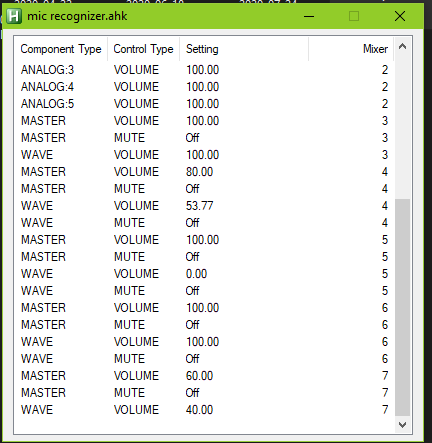 mic recognizer.ahk
Component Type Control Type Setting Mixer
ANALOG:3 VOLUME 100.00 2
ANALOG:4 VOLUME 100.00 2
ANALOG:5 VOLUME 100.00 2
MASTER VOLUME 100.00 3
MASTER MUTE Off 3
WAVE VOLUME 100.00 3
MASTER VOLUME 80.00 4
MASTER MUTE Off 4
WAVE VOLUME 53.77 4
WAVE MUTE Off 4
MASTER VOLUME 100.00 5
MASTER MUTE Off 5
WAVE VOLUME 0.00 5
WAVE MUTE Off 5
MASTER VOLUME 100.00 6
MASTER MUTE Off 6
WAVE VOLUME 100.00 6
WAVE MUTE Off 6
MASTER VOLUME 60.00 7
MASTER MUTE Off 7
WAVE VOLUME 40.00 7